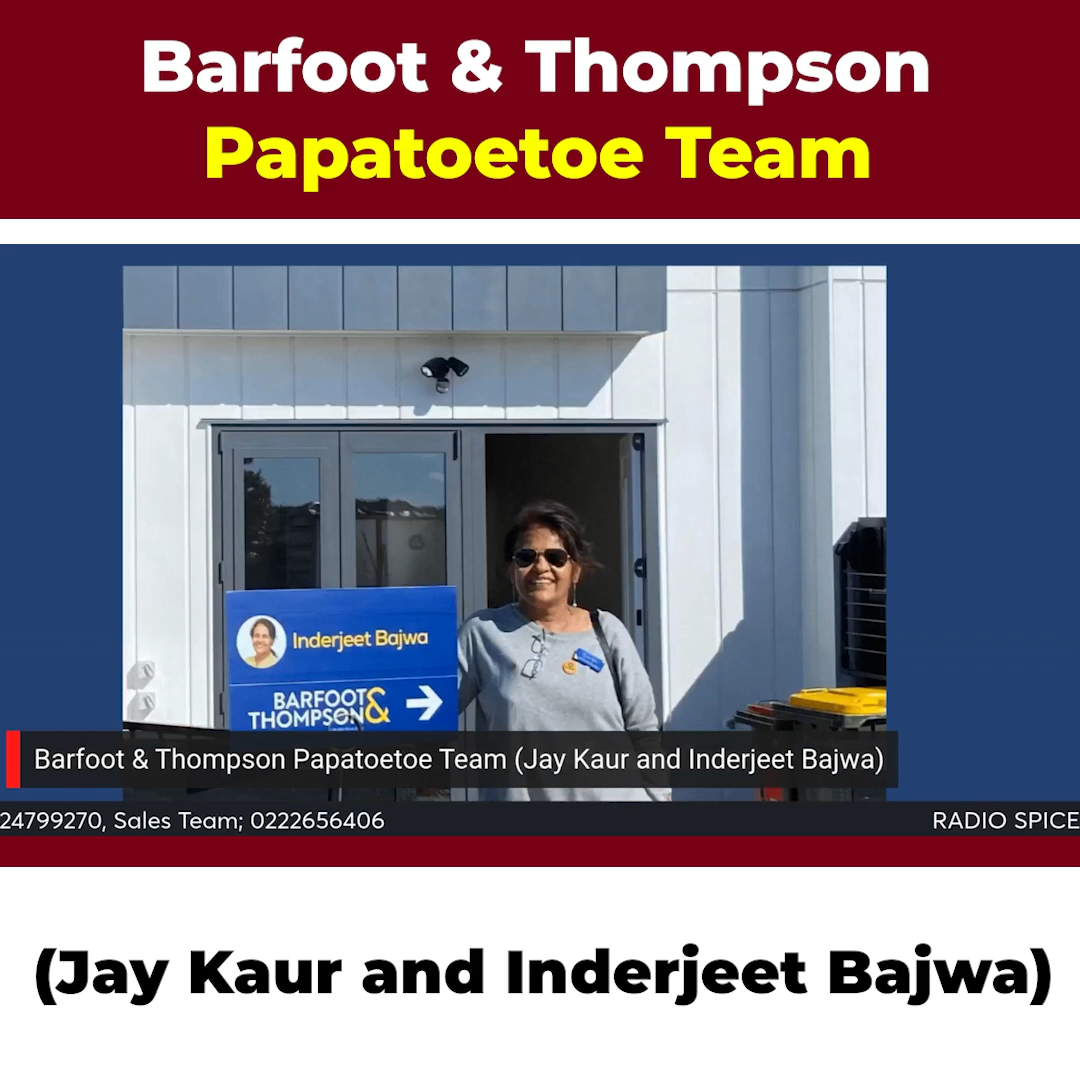 Barfoot & Thompson
Papatoetoe Team
Inderjeet Bajwa
BARFOOT &
THOMPSON
Barfoot & Thompson Papatoetoe Team (Jay Kaur and Inderjeet Bajwa)
24799270, Sales Team; 0222656406
RADIO SPICE
(Jay Kaur and Inderjeet Bajwa)